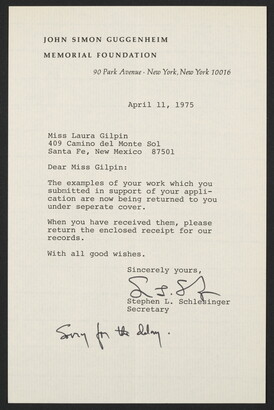 JOHN SIMON GUGGENHEIM
MEMORIAL FOUNDATION
90 Park Avenue · New York, New York 10016
April 11, 1975
Miss Laura Gilpin
409 Camino del Monte Sol
Santa Fe, New Mexico 87501
Dear Miss Gilpin:
The examples of your work which you
submitted in support of your appli-
cation are now being returned to you
under seperate cover.
When you have received them, please
return the enclosed receipt for our
records.
With all good wishes.
Sincerely yours,
Stephen L. Schlesinger
Secretary
Sorry for the delay.